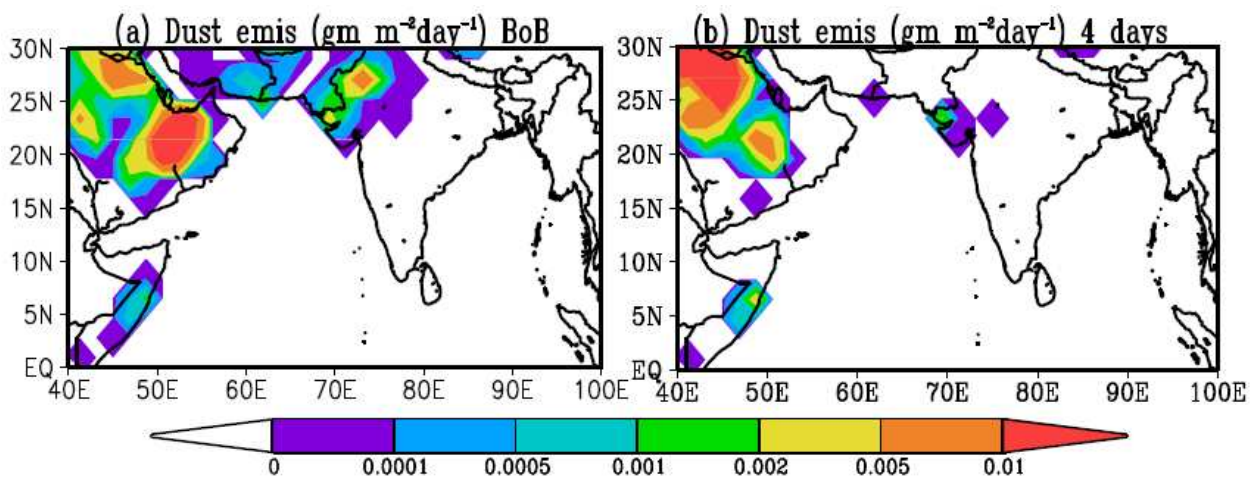 (a) Dust emis (gm m⁻²day⁻¹) BoB
(b) Dust emis (gm m⁻²day⁻¹) 4 days
30N
25N
20N
15N
10N
5N
EQ
40E 50E 60E 70E 80E 90E 100E
30N
25N
20N
15N
10N
5N
EQ
40E 50E 60E 70E 80E 90E 100E
0 0.0001 0.0005 0.001 0.002 0.005 0.01